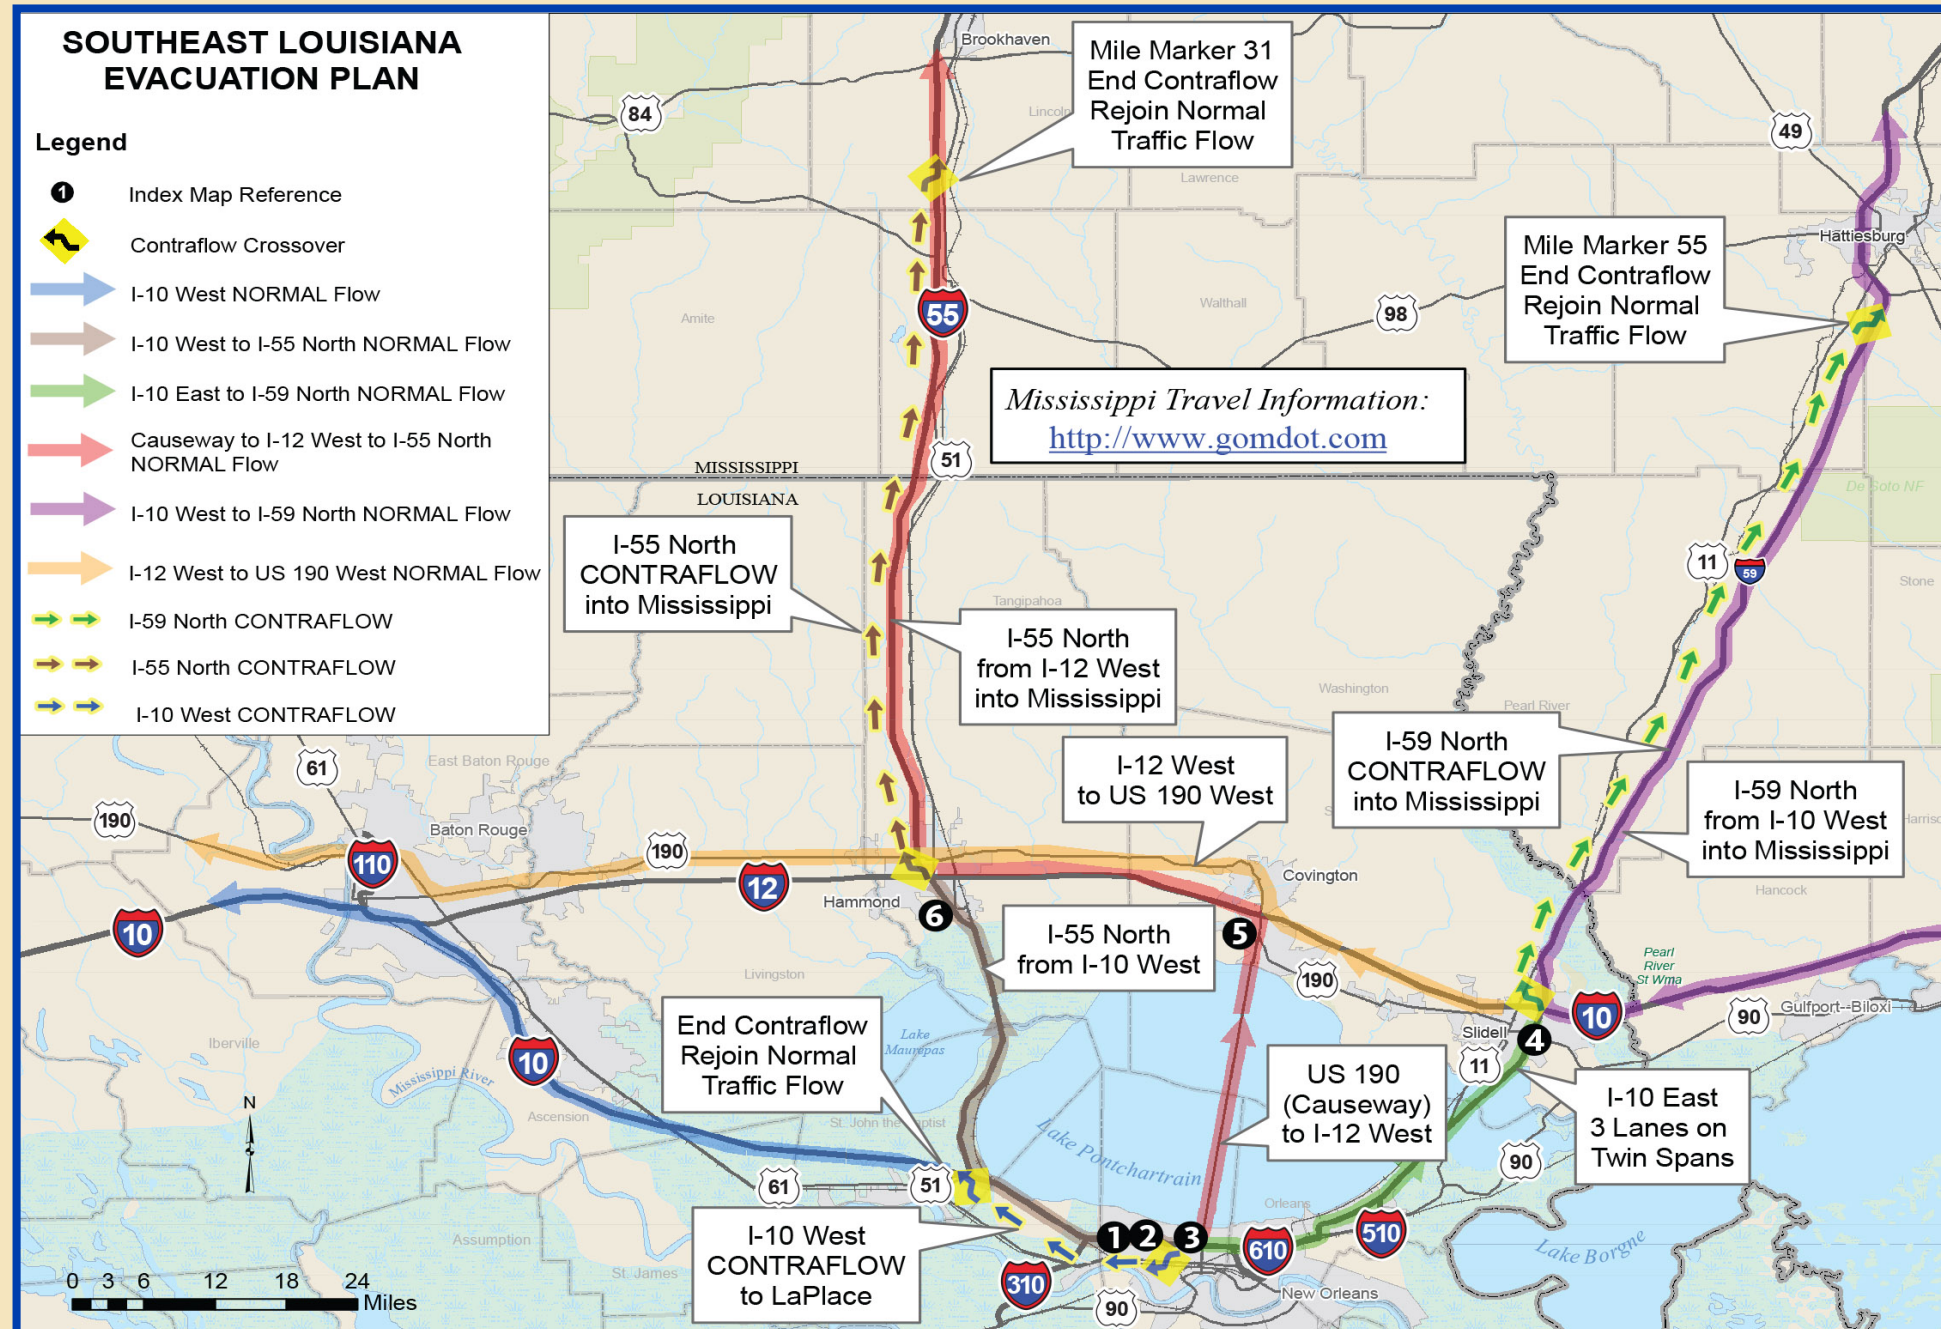 SOUTHEAST LOUISIANA
EVACUATION PLAN
Legend
1
Index Map Reference
Contraflow Crossover
I-10 West NORMAL Flow
I-10 West to I-55 North NORMAL Flow
I-10 East to I-59 North NORMAL Flow
Causeway to I-12 West to I-55 North
NORMAL Flow
I-10 West to I-59 North NORMAL Flow
I-12 West to US 190 West NORMAL Flow
I-59 North CONTRAFLOW
I-55 North CONTRAFLOW
I-10 West CONTRAFLOW
Brookhaven
84
Lincoln
Mile Marker 31
End Contraflow
Rejoin Normal
Traffic Flow
49
Lawrence
Hattiesburg
Mile Marker 55
End Contraflow
Rejoin Normal
Traffic Flow
Amite
55
Walthall
98
Mississippi Travel Information:
http://www.gomdot.com
51
MISSISSIPPI
LOUISIANA
De Soto NF
I-55 North
CONTRAFLOW
into Mississippi
11
59
Stone
Tangipahoa
I-55 North
from I-12 West
into Mississippi
Washington
Pearl River
I-59 North
CONTRAFLOW
into Mississippi
I-12 West
to US 190 West
I-59 North
from I-10 West
into Mississippi
61
East Baton Rouge
190
Baton Rouge
110
190
12
Hammond
6
Covington
5
Hancock
10
I-55 North
from I-10 West
Livingston
190
Pearl
River
St Wma
10
90
Gulfport--Biloxi
Slidell
4
11
End Contraflow
Rejoin Normal
Traffic Flow
Lake
Maurepas
Iberville
10
Mississippi River
Ascension
St. John the Baptist
US 190
(Causeway)
to I-12 West
I-10 East
3 Lanes on
Twin Spans
N
Lake Pontchartrain
90
61
51
Orleans
I-10 West
CONTRAFLOW
to LaPlace
1
2
3
610
510
Lake Borgne
Assumption
St. James
310
90
New Orleans
0 3 6 12 18 24
Miles